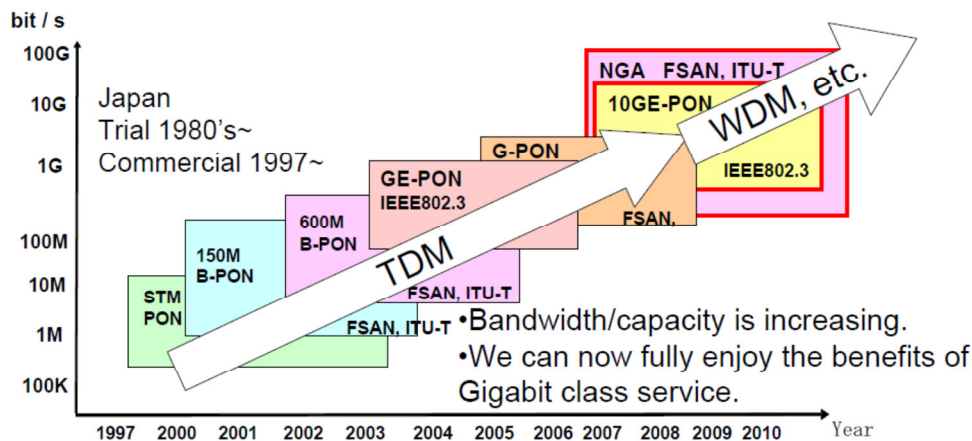 bit / s
100G
10G
1G
100M
10M
1M
100K
Japan
Trial 1980's~
Commercial 1997~
NGA FSAN, ITU-T
10GE-PON
IEEE802.3
WDM, etc.
G-PON
FSAN,
GE-PON
IEEE802.3
600M
B-PON
FSAN, ITU-T
150M
B-PON
FSAN, ITU-T
STM
PON
TDM
•Bandwidth/capacity is increasing.
•We can now fully enjoy the benefits of
Gigabit class service.
1997 2000 2001 2002 2003 2004 2005 2006 2007 2008 2009 2010 Year